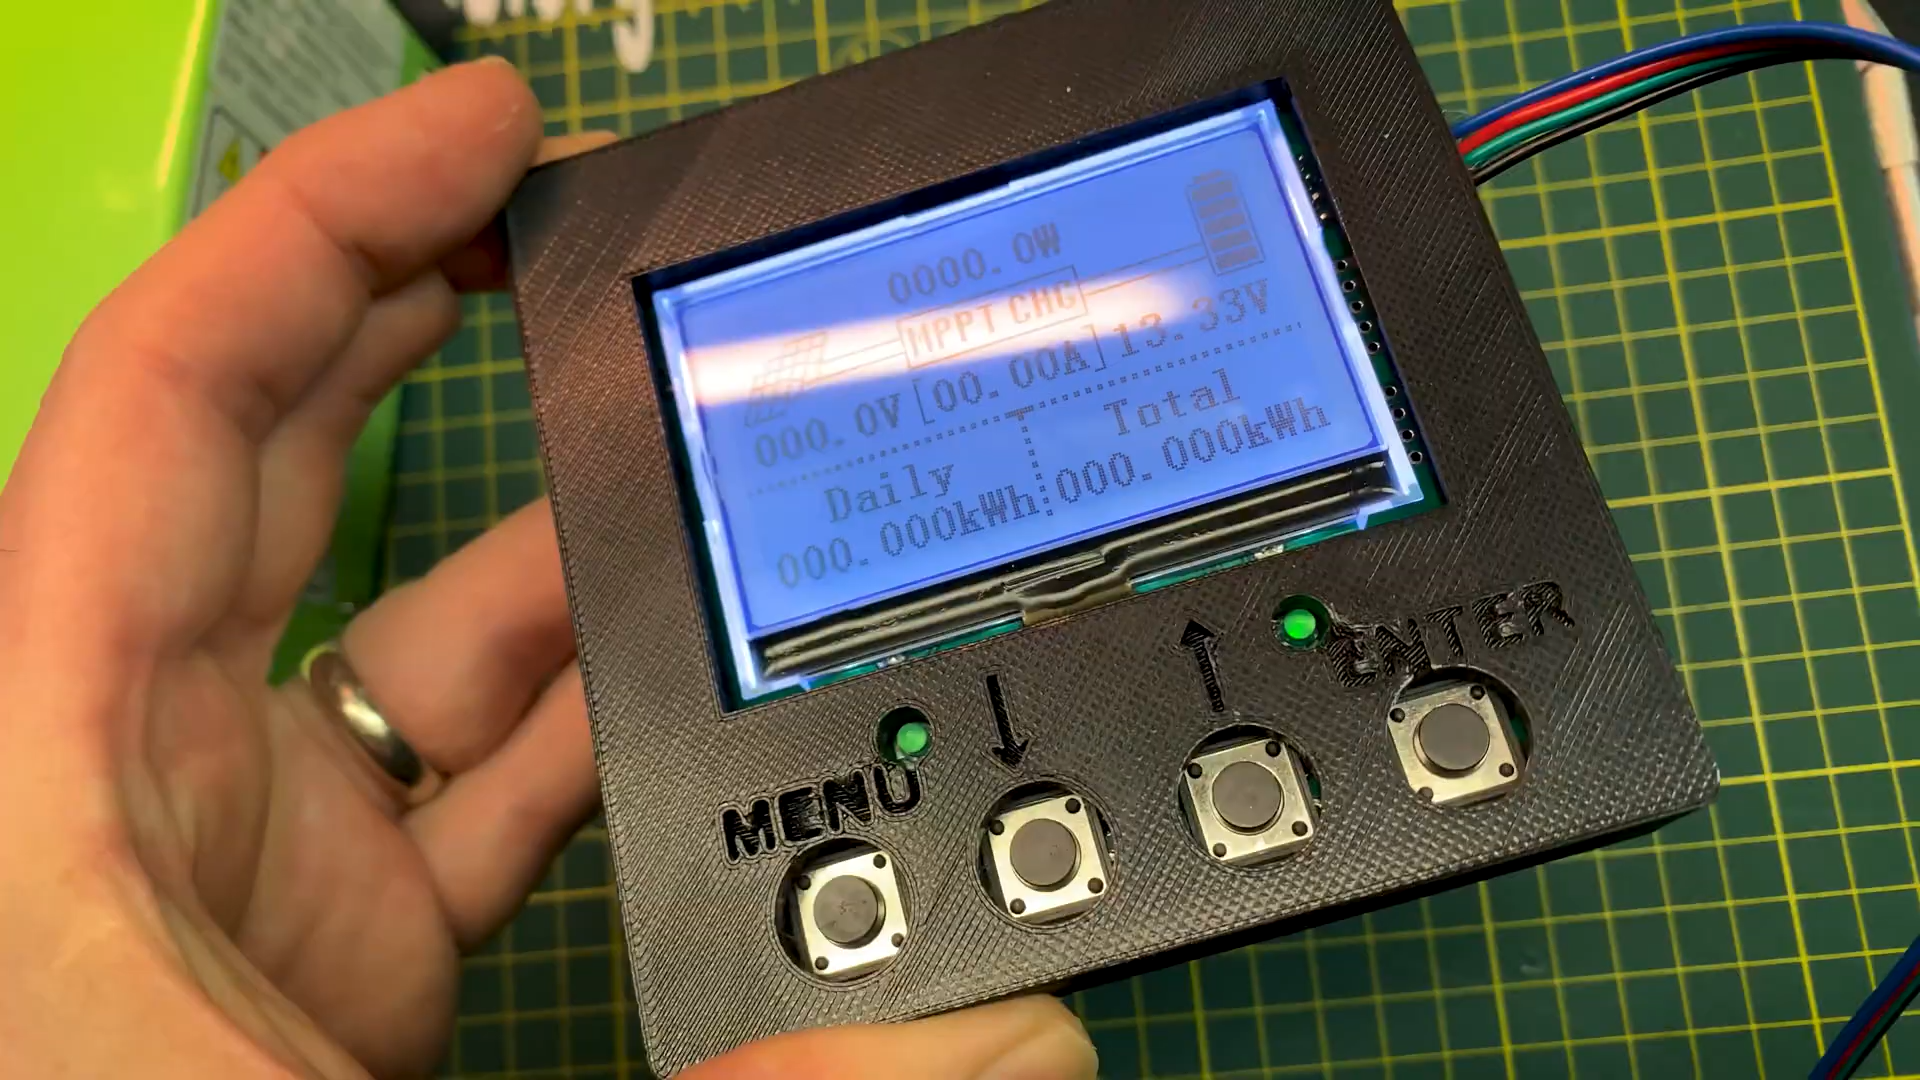 0000.0W
MPPT CHG
000.0V [00.00A] 13.33V
Daily Total
000.000kWh 000.000kWh
MENU ENTER